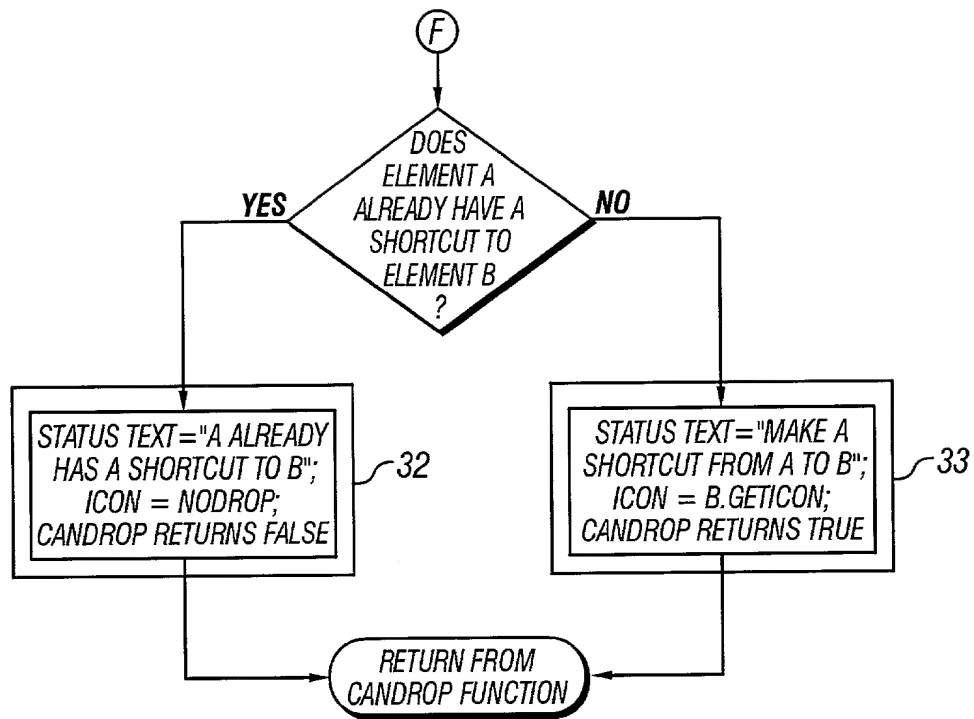 F
DOES
ELEMENT A
ALREADY HAVE A
SHORTCUT TO
ELEMENT B
?
YES
NO
STATUS TEXT="A ALREADY
HAS A SHORTCUT TO B";
ICON = NODROP;
CANDROP RETURNS FALSE
32
STATUS TEXT="MAKE A
SHORTCUT FROM A TO B";
ICON = B.GETICON;
CANDROP RETURNS TRUE
33
RETURN FROM
CANDROP FUNCTION